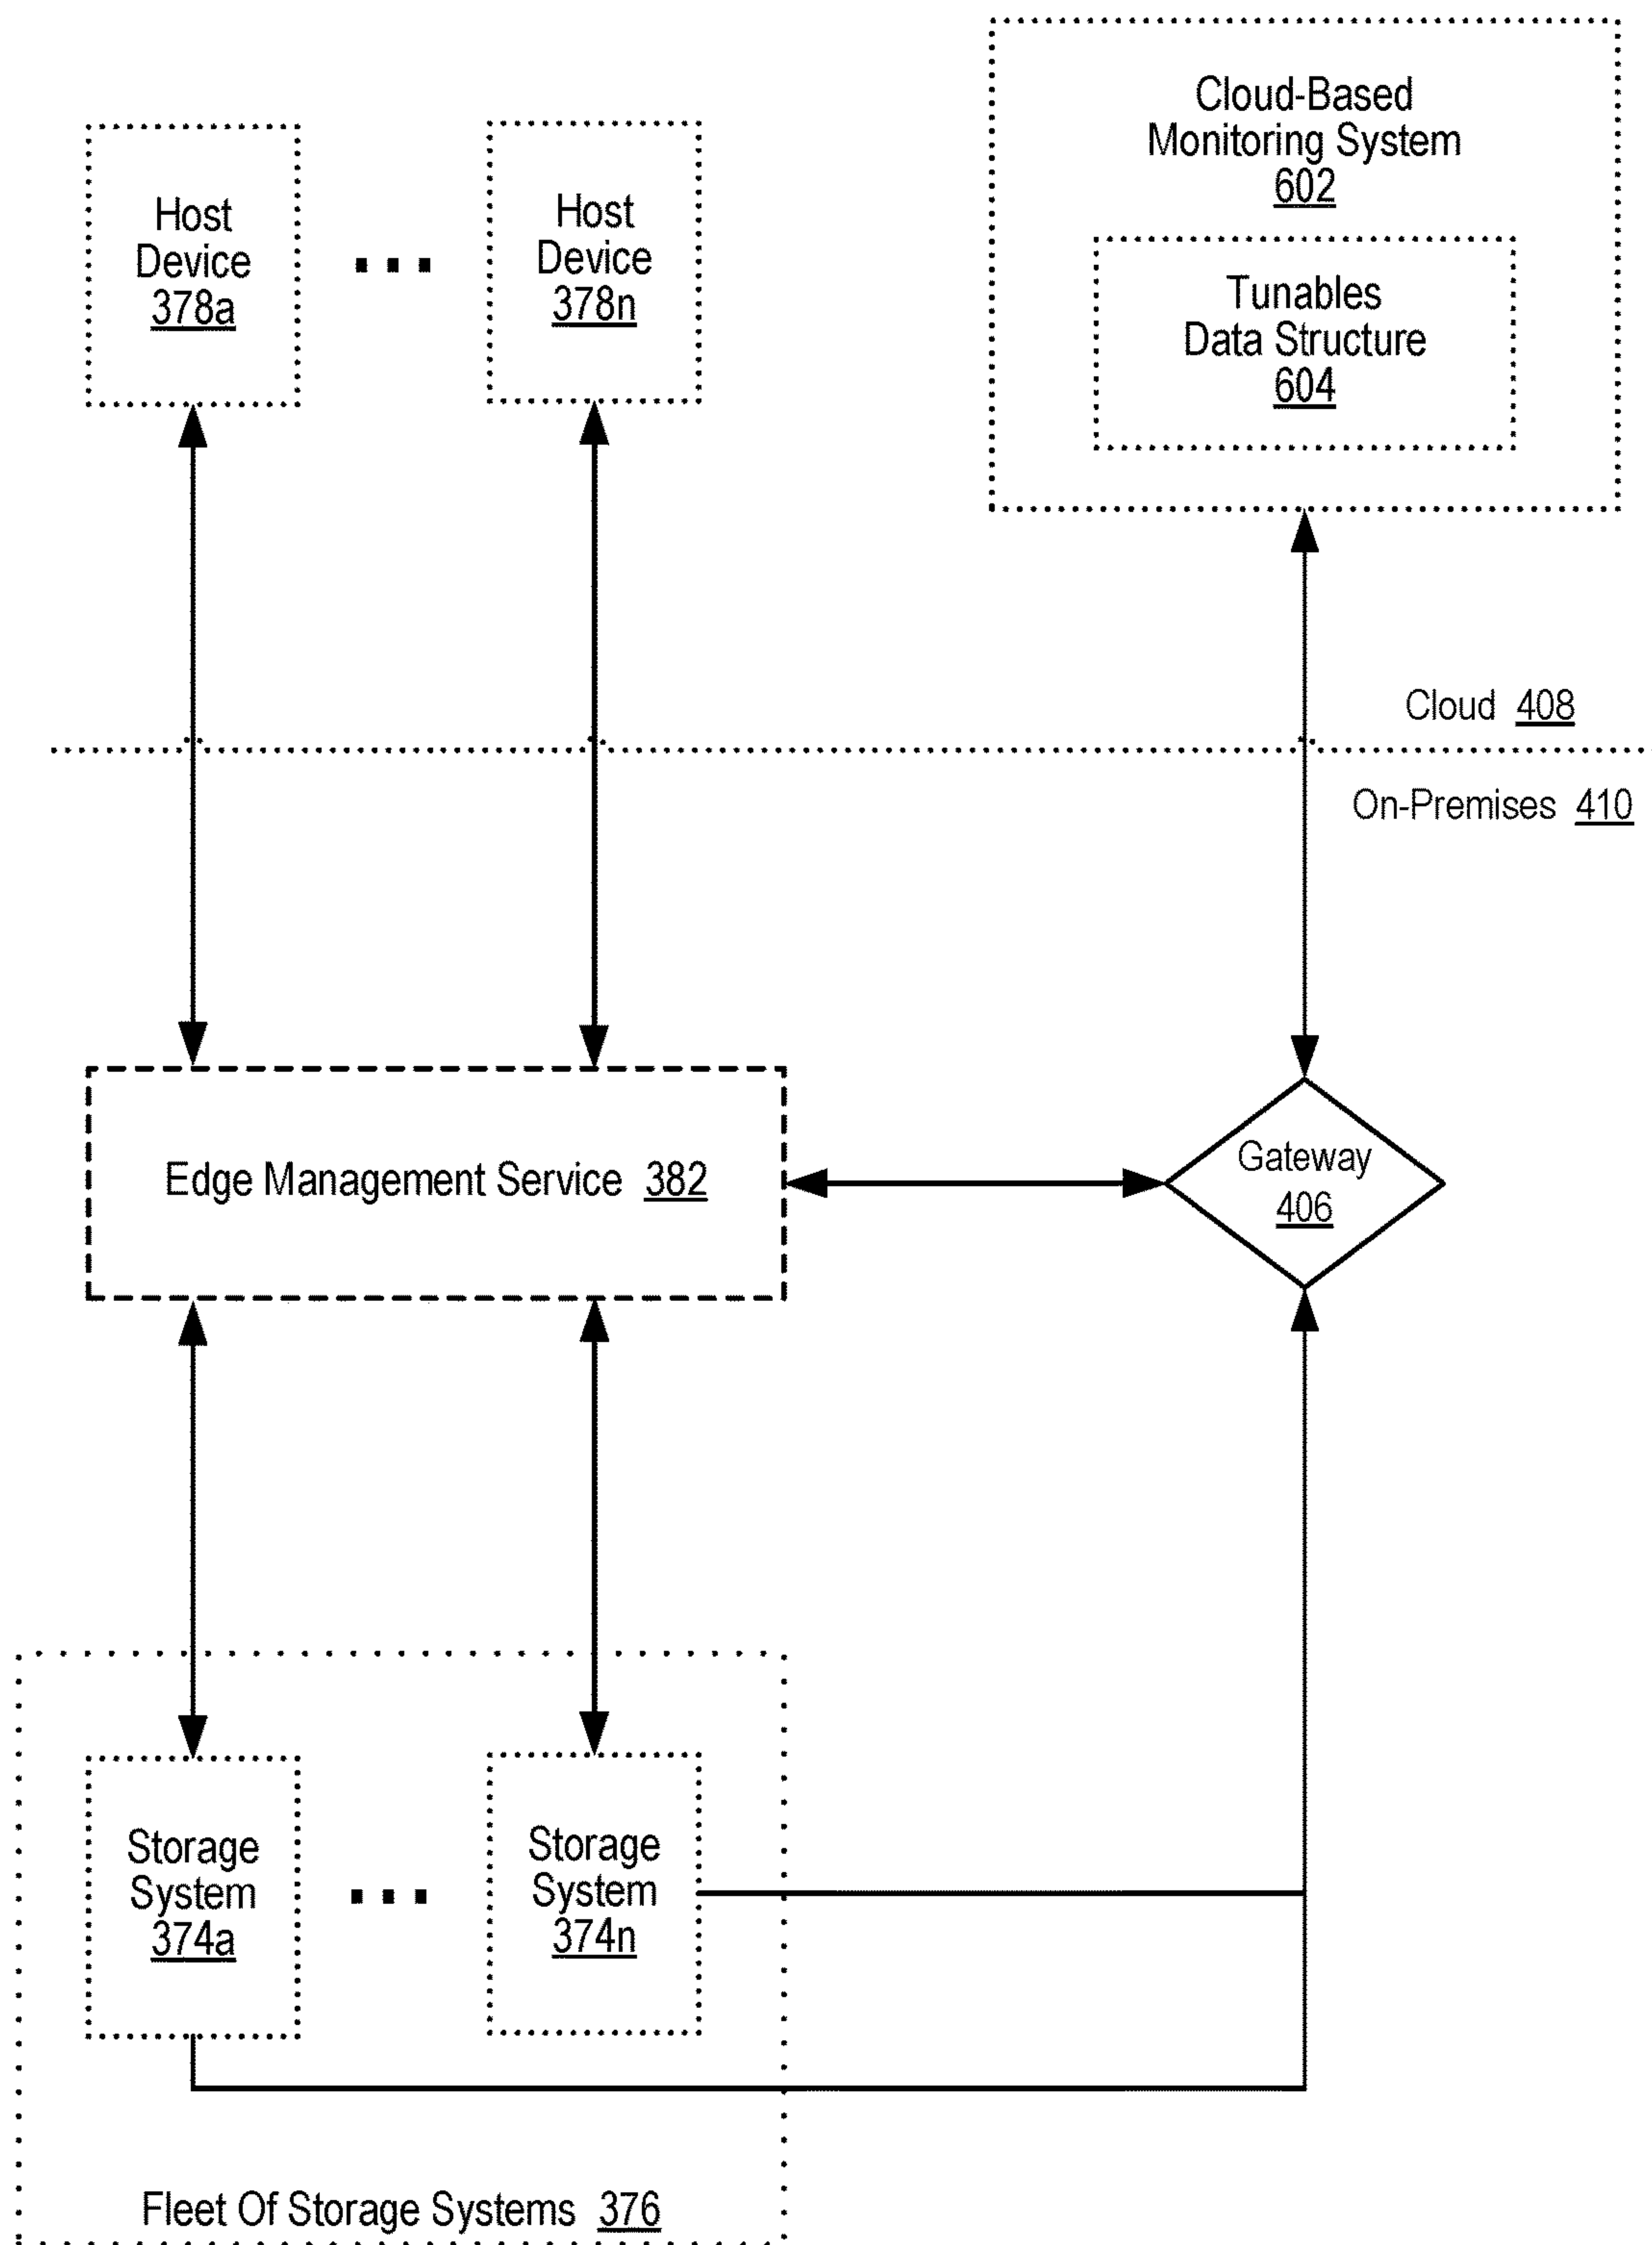 Cloud-Based
Monitoring System
602
Host
Device
378a
Host
Device
378n
Tunables
Data Structure
604
Cloud 408
On-Premises 410
Edge Management Service 382
Gateway
406
Storage
System
374a
Storage
System
374n
Fleet Of Storage Systems 376